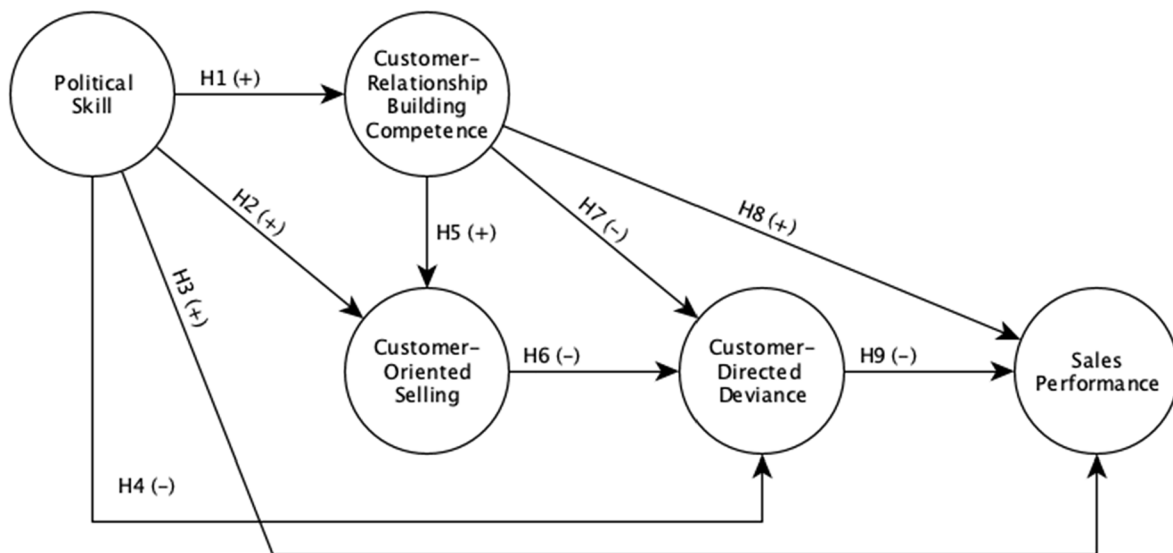 Political
Skill
H1 (+)
Customer–
Relationship
Building
Competence
H2 (+)
H3 (+)
H4 (–)
H5 (+)
H7 (–)
H8 (+)
Customer–
Oriented
Selling
H6 (–)
Customer–
Directed
Deviance
H9 (–)
Sales
Performance